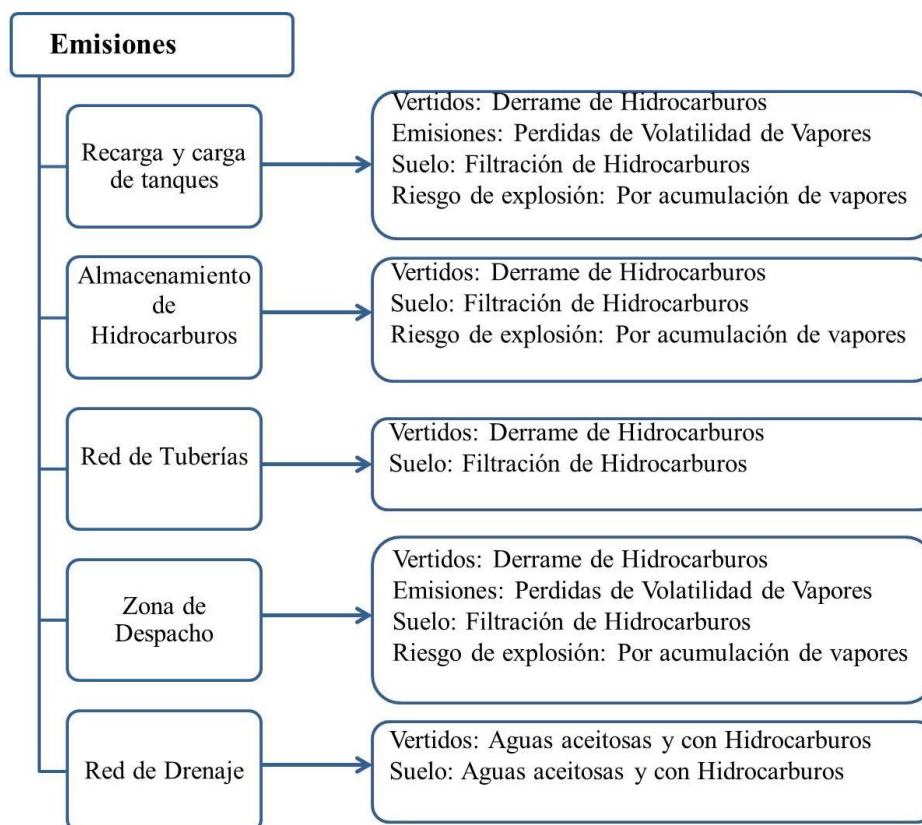 Emisiones
Recarga y carga
de tanques
Vertidos: Derrame de Hidrocarburos
Emisiones: Perdidas de Volatilidad de Vapores
Suelo: Filtración de Hidrocarburos
Riesgo de explosión: Por acumulación de vapores
Almacenamiento
de
Hidrocarburos
Vertidos: Derrame de Hidrocarburos
Suelo: Filtración de Hidrocarburos
Riesgo de explosión: Por acumulación de vapores
Red de Tuberías
Vertidos: Derrame de Hidrocarburos
Suelo: Filtración de Hidrocarburos
Zona de
Despacho
Vertidos: Derrame de Hidrocarburos
Emisiones: Perdidas de Volatilidad de Vapores
Suelo: Filtración de Hidrocarburos
Riesgo de explosión: Por acumulación de vapores
Red de Drenaje
Vertidos: Aguas aceitosas y con Hidrocarburos
Suelo: Aguas aceitosas y con Hidrocarburos